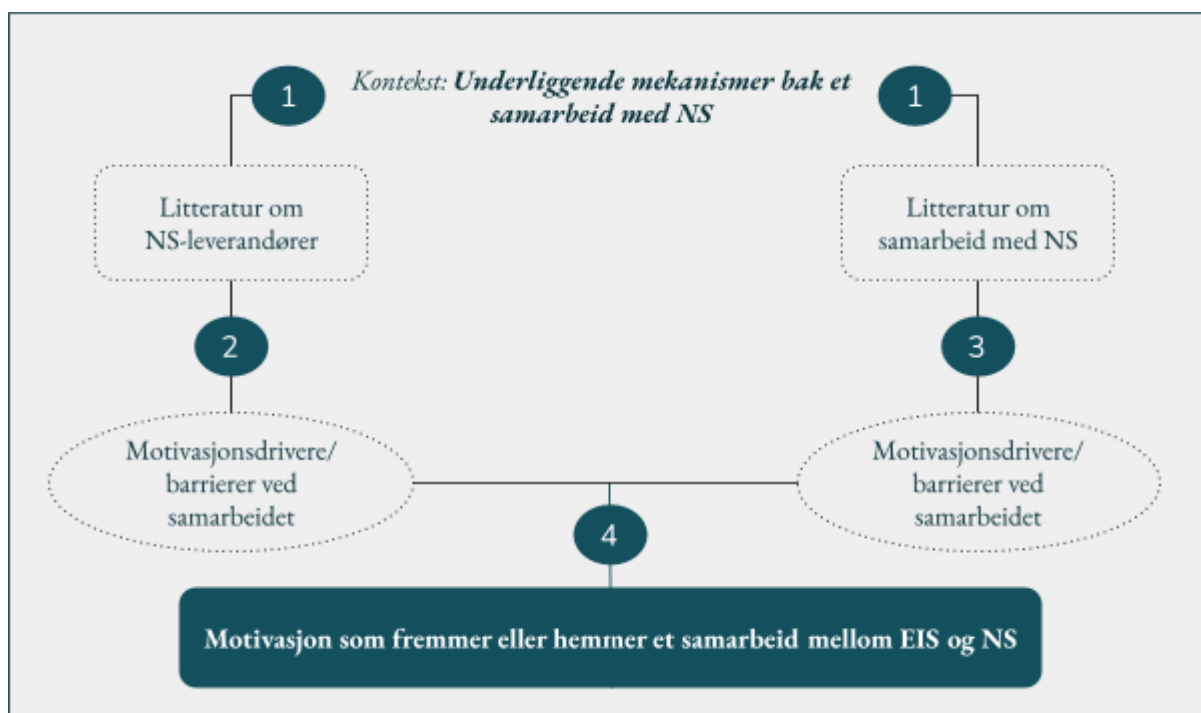 1
Kontekst: Underliggende mekanismer bak et
samarbeid med NS
1
Litteratur om
NS-leverandører
Litteratur om
samarbeid med NS
2
3
Motivasjonsdrivere/
barrierer ved
samarbeidet
Motivasjonsdrivere/
barrierer ved
samarbeidet
4
Motivasjon som fremmer eller hemmer et samarbeid mellom EIS og NS